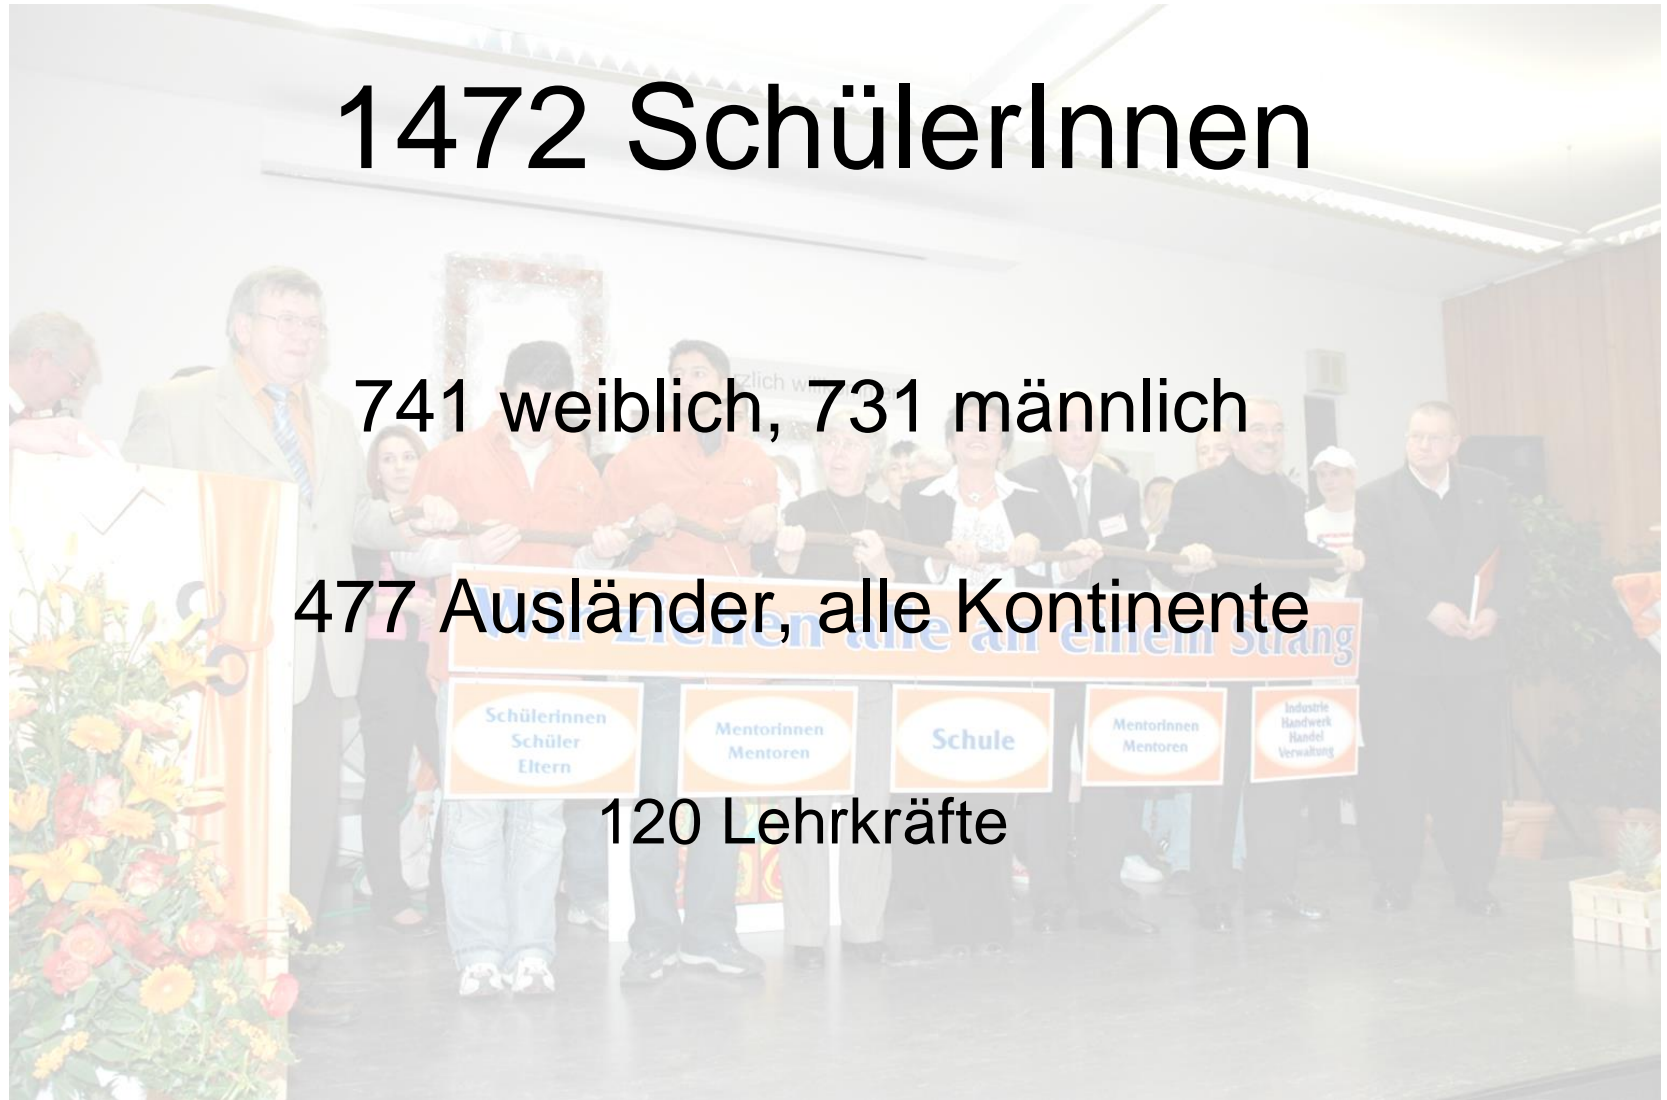 1472 SchülerInnen
741 weiblich, 731 männlich
477 Ausländer, alle Kontinente
Wir ziehen alle an einem Strang
Schülerinnen
Schüler
Eltern
Mentorinnen
Mentoren
Schule
Mentorinnen
Mentoren
Industrie
Handwerk
Handel
Verwaltung
120 Lehrkräfte